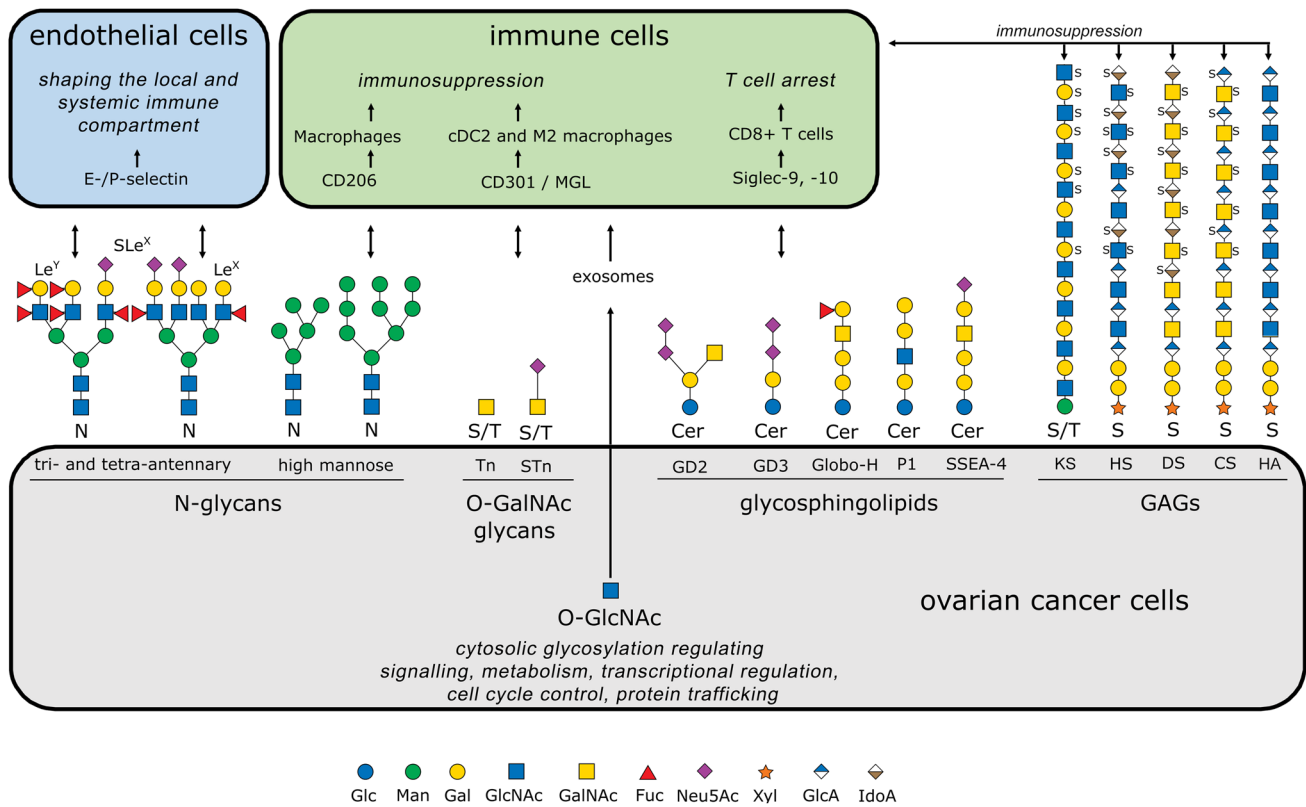 endothelial cells
shaping the local and
systemic immune
compartment
E-/P-selectin
immune cells
immunosuppression
Macrophages
CD206
cDC2 and M2 macrophages
CD301 / MGL
T cell arrest
CD8+ T cells
Siglec-9, -10
immunosuppression
Le^Y
SLe^X
Le^X
exosomes
S
S S
S S S S
S S
S S S S
S S S
S S S S
S S
S S S S
S
S S
S S
S S S S S
S
N N N N S/T S/T Cer Cer Cer Cer Cer S/T S S S S
tri- and tetra-antennary high mannose Tn STn GD2 GD3 Globo-H P1 SSEA-4 KS HS DS CS HA
N-glycans O-GalNAc glycosphingolipids GAGs
glycans
ovarian cancer cells
O-GlcNAc
cytosolic glycosylation regulating
signalling, metabolism, transcriptional regulation,
cell cycle control, protein trafficking
Glc Man Gal GlcNAc GalNAc Fuc Neu5Ac Xyl GlcA IdoA